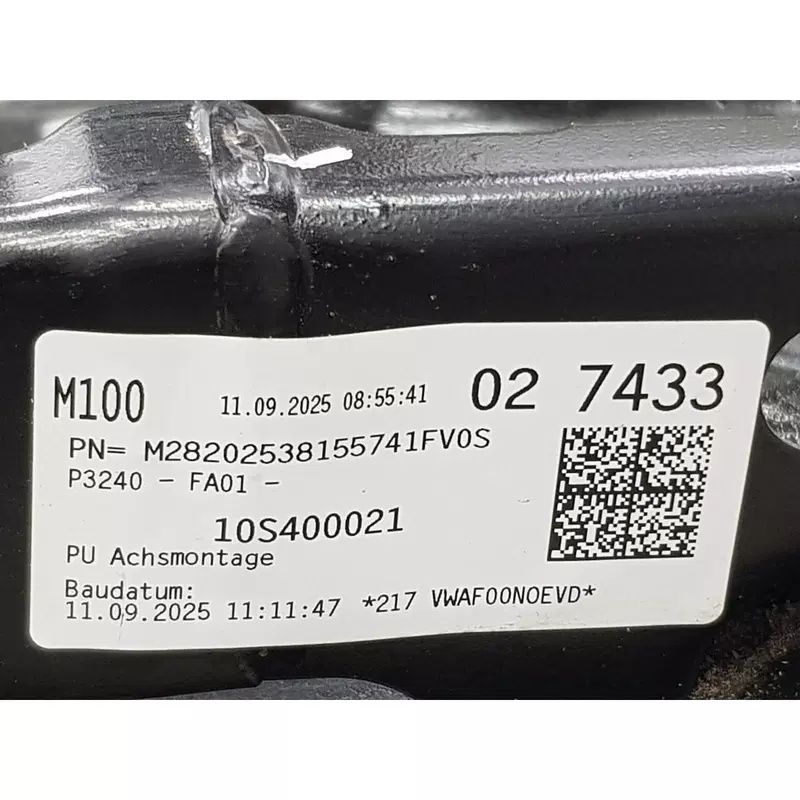 M100 11.09.2025 08:55:41 02 7433
PN= M28202538155741FV0S
P3240 - FA01 -
10S400021
PU Achsmontage
Baudatum:
11.09.2025 11:11:47 *217 VWAF00N0EVD*